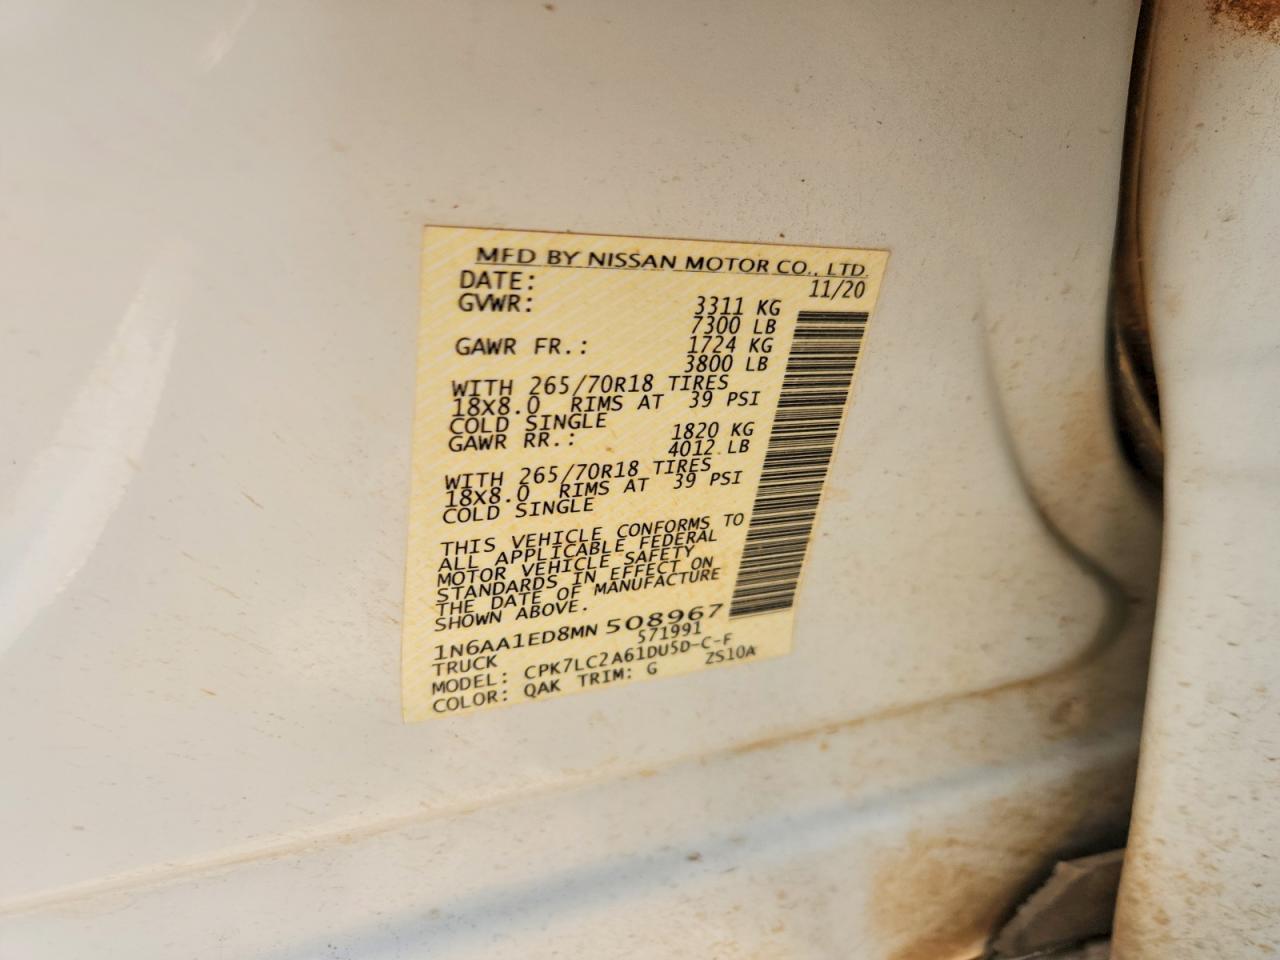 MFD BY NISSAN MOTOR CO., LTD.
DATE: 11/20
GVWR: 3311 KG
7300 LB
GAWR FR.: 1724 KG
3800 LB
WITH 265/70R18 TIRES
18X8.0 RIMS AT 39 PSI
COLD SINGLE
GAWR RR.: 1820 KG
4012 LB
WITH 265/70R18 TIRES
18X8.0 RIMS AT 39 PSI
COLD SINGLE
THIS VEHICLE CONFORMS TO
ALL APPLICABLE FEDERAL
MOTOR VEHICLE SAFETY
STANDARDS IN EFFECT ON
THE DATE OF MANUFACTURE
SHOWN ABOVE.
1N6AA1ED8MN508967
TRUCK 571991
MODEL: CPK7LC2A61DU5D-C-F
COLOR: QAK TRIM: G ZS10A